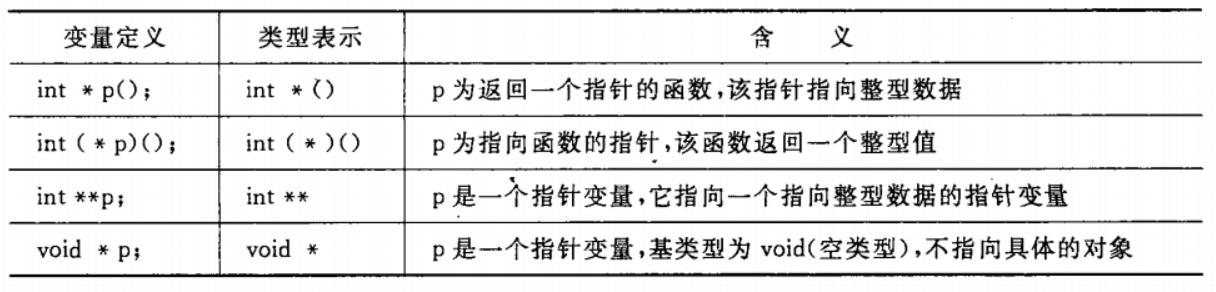 变量定义 类型表示 含 义
int * p(); int * () p 为返回一个指针的函数,该指针指向整型数据
int ( * p)(); int ( * )() p 为指向函数的指针,该函数返回一个整型值
int **p; int ** p 是一个指针变量,它指向一个指向整型数据的指针变量
void * p; void * p 是一个指针变量,基类型为 void(空类型),不指向具体的对象